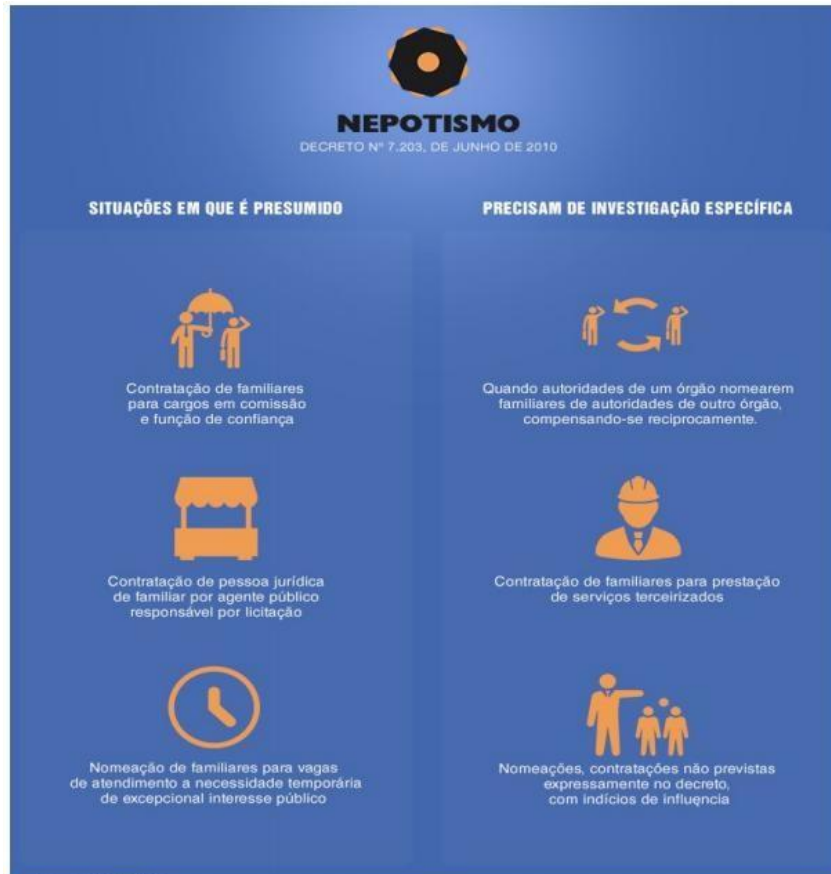 NEPOTISMO
DECRETO Nº 7.203, DE JUNHO DE 2010
SITUAÇÕES EM QUE É PRESUMIDO
Contratação de familiares
para cargos em comissão
e função de confiança
Contratação de pessoa jurídica
de familiar por agente público
responsável por licitação
Nomeação de familiares para vagas
de atendimento a necessidade temporária
de excepcional interesse público
PRECISAM DE INVESTIGAÇÃO ESPECÍFICA
Quando autoridades de um órgão nomearem
familiares de autoridades de outro órgão,
compensando-se reciprocamente.
Contratação de familiares para prestação
de serviços terceirizados
Nomeações, contratações não previstas
expressamente no decreto,
com indícios de influęncia